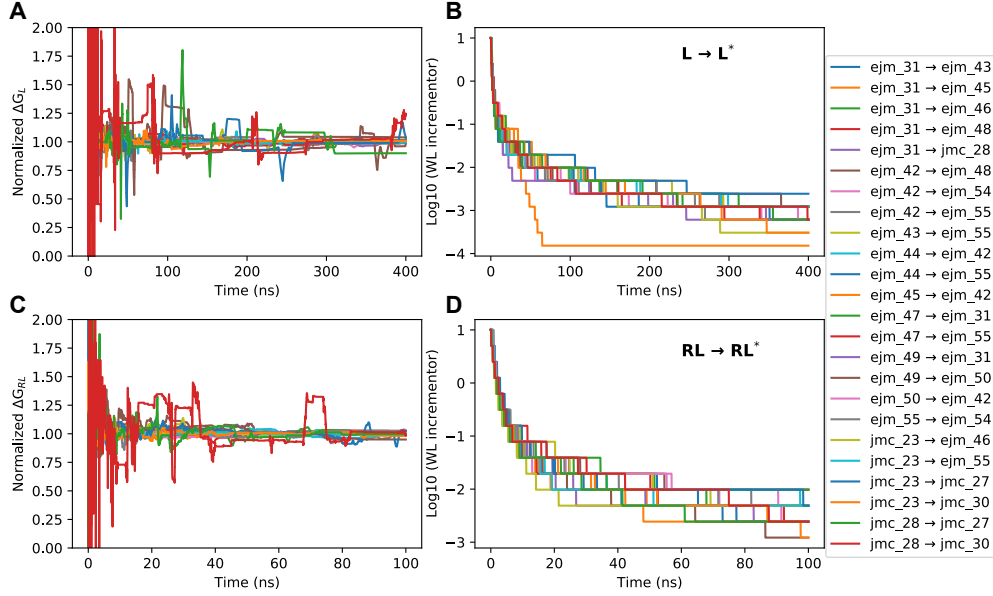 A
Normalized ΔG_L
2.00
1.75
1.50
1.25
1.00
0.75
0.50
0.25
0.00
0
100
200
300
400
Time (ns)
B
L → L*
Log10 (WL incrementor)
1
0
−1
−2
−3
−4
0
100
200
300
400
Time (ns)
C
Normalized ΔG_RL
2.00
1.75
1.50
1.25
1.00
0.75
0.50
0.25
0.00
0
20
40
60
80
100
Time (ns)
D
RL → RL*
Log10 (WL incrementor)
1
0
−1
−2
−3
0
20
40
60
80
100
Time (ns)
ejm_31 → ejm_43
ejm_31 → ejm_45
ejm_31 → ejm_46
ejm_31 → ejm_48
ejm_31 → jmc_28
ejm_42 → ejm_48
ejm_42 → ejm_54
ejm_42 → ejm_55
ejm_43 → ejm_55
ejm_44 → ejm_42
ejm_44 → ejm_55
ejm_45 → ejm_42
ejm_47 → ejm_31
ejm_47 → ejm_55
ejm_49 → ejm_31
ejm_49 → ejm_50
ejm_50 → ejm_42
ejm_55 → ejm_54
jmc_23 → ejm_46
jmc_23 → ejm_55
jmc_23 → jmc_27
jmc_23 → jmc_30
jmc_28 → jmc_27
jmc_28 → jmc_30